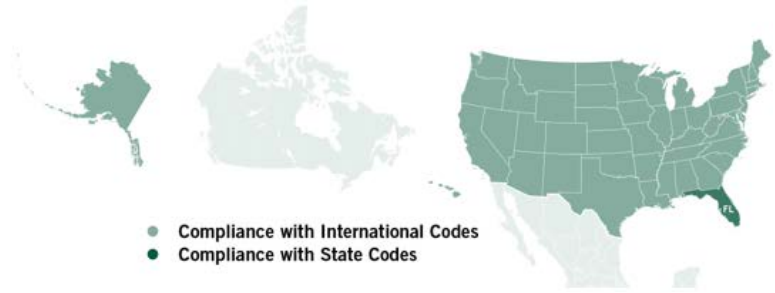 FL
Compliance with International Codes
Compliance with State Codes